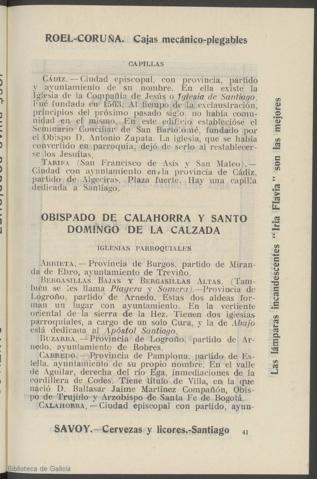 ROEL-CORUÑA. Cajas mecánico-plegables
CAPILLAS
CÁDIZ.—Ciudad episcopal, con provincia, partido
y ayuntamiento de su nombre. En ella existe la
Iglesia de la Compañía de Jesús o Iglesia de Santiago.
Fué fundada en 1563. Al tiempo de la exclaustración,
principios del próximo pasado siglo no había comu-
nidad en el mismo. En este edificio establecióse el
Seminario Conciliar de San Bartolomé, fundado por
el Obispo D. Antonio Zapata. La iglesia, que se había
convertido en parroquia, dejó de serlo al restablecer-
se los Jesuítas.
TARIFA (San Francisco de Asís y San Mateo).—
Ciudad con ayuntamiento en la provincia de Cádiz,
partido de Algeciras. Plaza fuerte. Hay una capilla
dedicada a Santiago.
OBISPADO DE CALAHORRA Y SANTO
DOMINGO DE LA CALZADA
IGLESIAS PARROQUIALES
ARRIETA.—Provincia de Burgos, partido de Miran-
da de Ebro, ayuntamiento de Treviño.
BERGASILLAS BAJAS Y BERGASILLAS ALTAS. (Tam-
bién se les llama Piagera y Somera).—Provincia de
Logroño, partido de Arnedo. Estas dos aldeas for-
man un lugar con ayuntamiento. En la vertiente
oriental de la sierra de la Hez. Tienen dos iglesias
parroquiales, a cargo de un solo Cura, y la de Abajo
está dedicada al Apóstol Santiago.
BUZARRA.—Provincia de Logroño, partido de Ar-
nedo, ayuntamiento de Robres.
CABREDO.—Provincia de Pamplona, partido de Es-
tella, ayuntamiento de su propio nombre. En el valle
de Aguilar, derecha del río Ega, inmediaciones de la
cordillera de Codes. Tiene título de Villa, en la que
nació D. Baltasar Jaime Martínez Compañón, Obis-
po de Trujillo y Arzobispo de Santa Fe de Bogotá.
CALAHORRA.—Ciudad episcopal con partido, ayun-
SAVOY.—Cervezas y licores.-Santiago
41
Las lámparas incandescentes "Iria Flavia" son las mejores
Biblioteca de Galicia